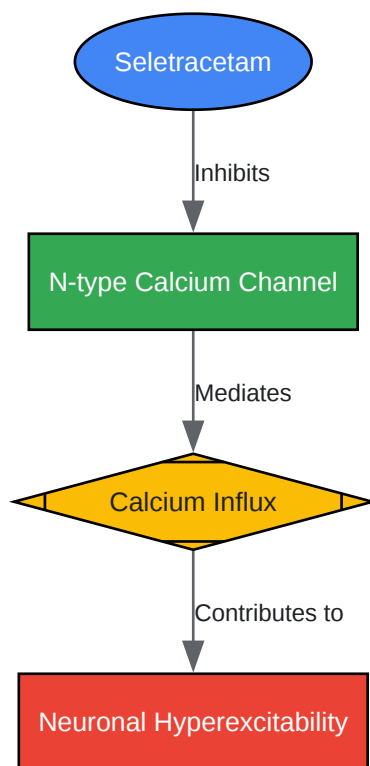 Seletracetam
Inhibits
N-type Calcium Channel
Mediates
Calcium Influx
Contributes to
Neuronal Hyperexcitability